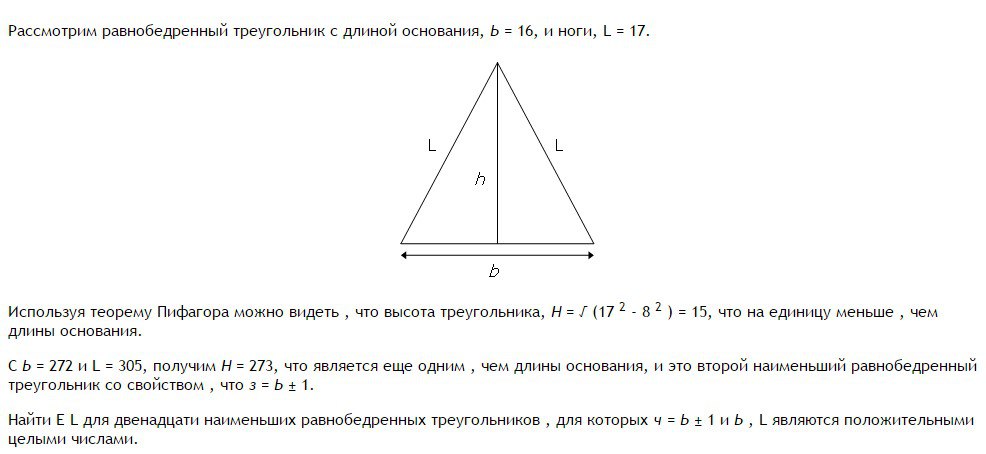 Рассмотрим равнобедренный треугольник с длиной основания, b = 16, и ноги, L = 17.
L
L
h
b
Используя теорему Пифагора можно видеть , что высота треугольника, H = √ (17 ² - 8 ² ) = 15, что на единицу меньше , чем
длины основания.
С b = 272 и L = 305, получим H = 273, что является еще одним , чем длины основания, и это второй наименьший равнобедренный
треугольник со свойством , что з = b ± 1.
Найти Е L для двенадцати наименьших равнобедренных треугольников , для которых ч = b ± 1 и b , L являются положительными
целыми числами.